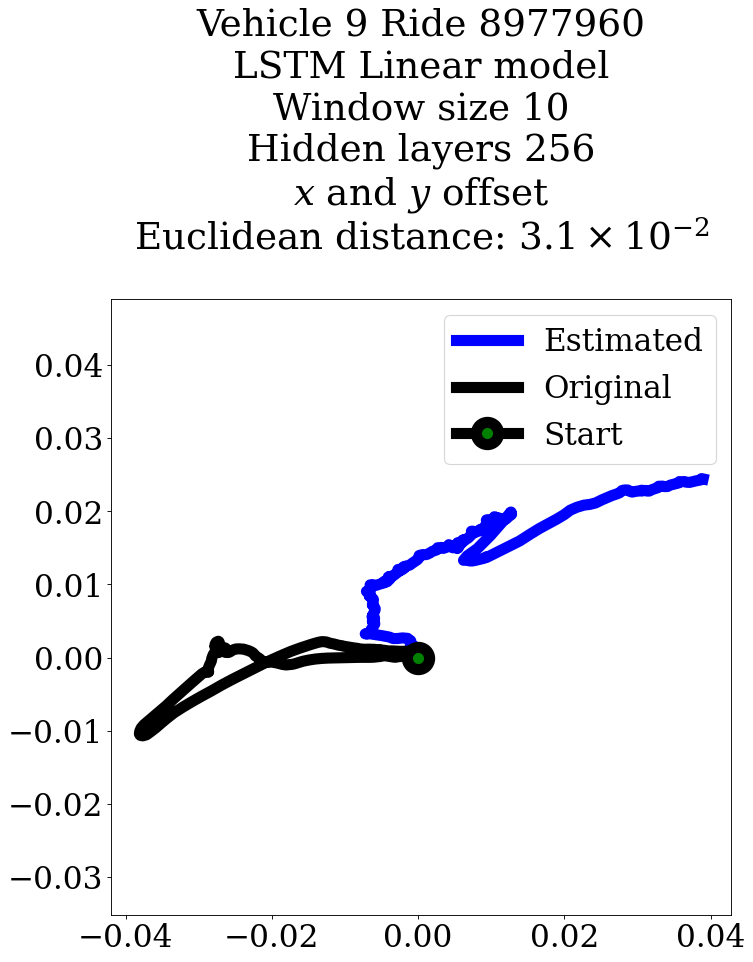 Vehicle 9 Ride 8977960
LSTM Linear model
Window size 10
Hidden layers 256
x and y offset
Euclidean distance: 3.1 × 10⁻²
Estimated
Original
Start
0.04
0.03
0.02
0.01
0.00
−0.01
−0.02
−0.03
−0.04 −0.02 0.00 0.02 0.04